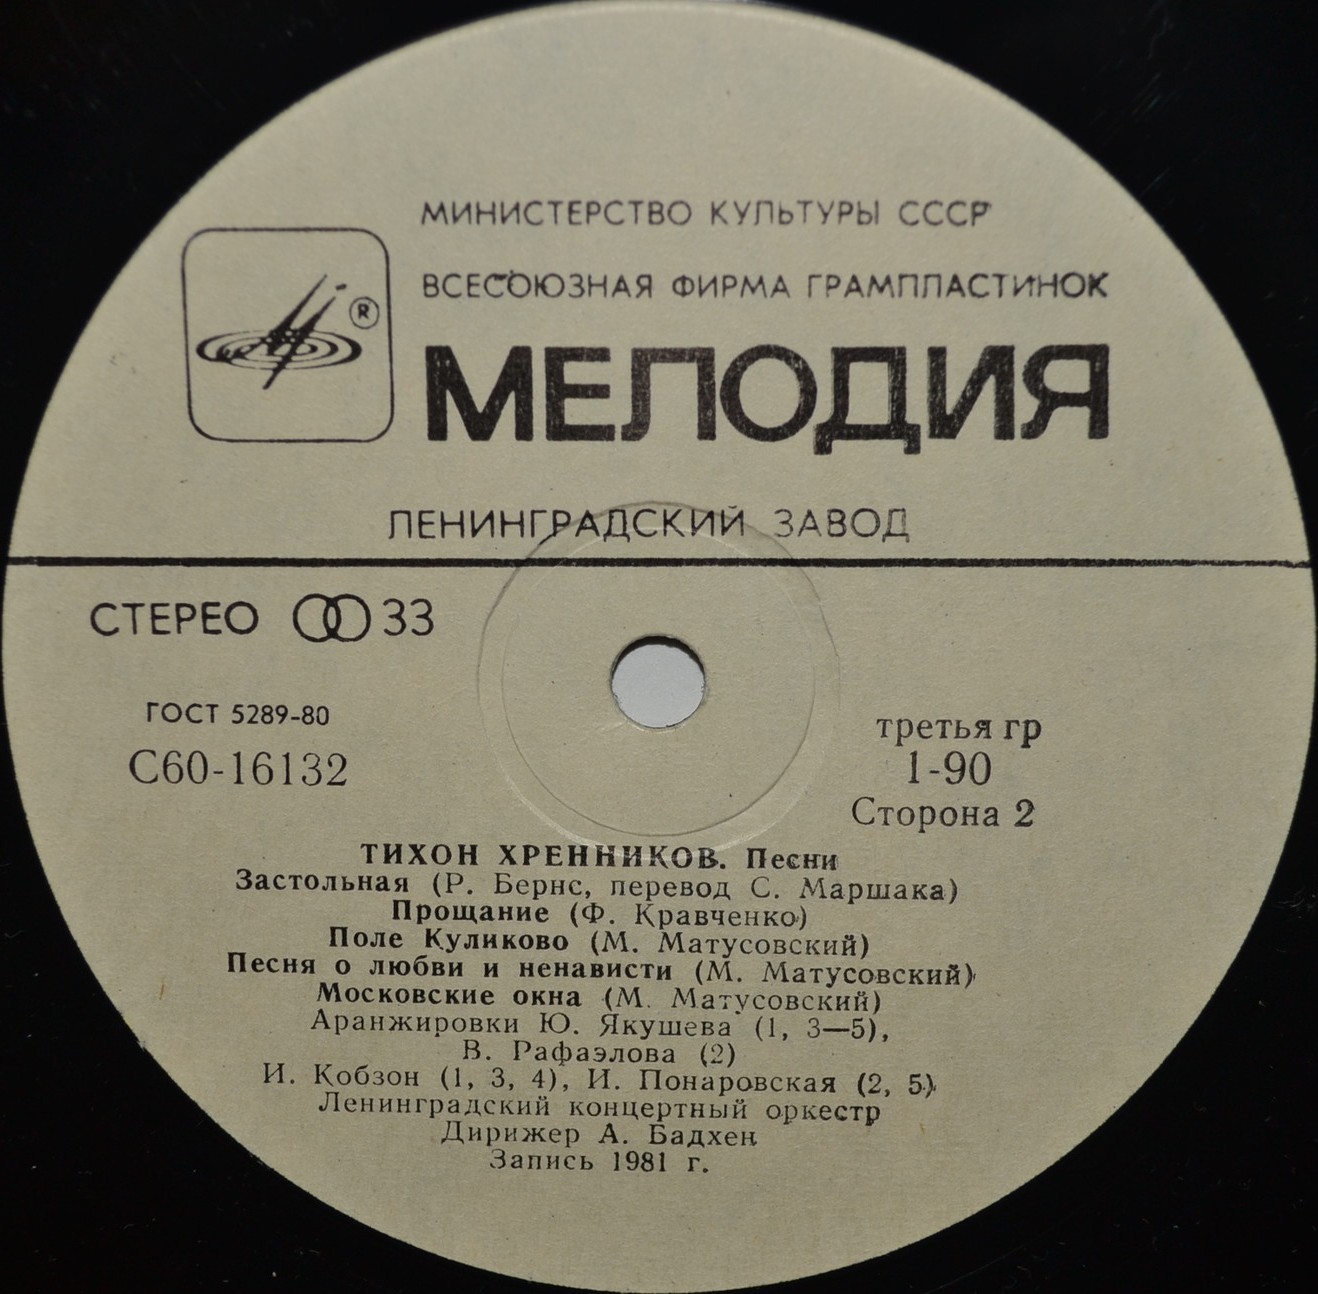 МИНИСТЕРСТВО КУЛЬТУРЫ СССР
ВСЕСОЮЗНАЯ ФИРМА ГРАМПЛАСТИНОК
®
МЕЛОДИЯ
ЛЕНИНГРАДСКИЙ ЗАВОД
СТЕРЕО 33
ГОСТ 5289-80
С60-16132
третья гр
1-90
Сторона 2
ТИХОН ХРЕННИКОВ. Песни
Застольная (Р. Бернс, перевод С. Маршака)
Прощание (Ф. Кравченко)
Поле Куликово (М. Матусовский)
Песня о любви и ненависти (М. Матусовский)
Московские окна (М. Матусовский)
Аранжировки Ю. Якушева (1, 3—5),
В. Рафаэлова (2)
И. Кобзон (1, 3, 4), И. Понаровская (2, 5),
Ленинградский концертный оркестр
Дирижер А. Бадхен
Запись 1981 г.